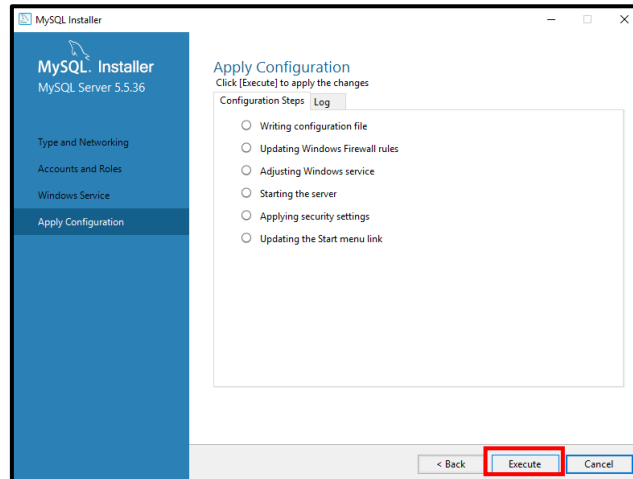 MySQL Installer
MySQL. Installer
MySQL Server 5.5.36
Type and Networking
Accounts and Roles
Windows Service
Apply Configuration
Apply Configuration
Click [Execute] to apply the changes
Configuration Steps Log
Writing configuration file
Updating Windows Firewall rules
Adjusting Windows service
Starting the server
Applying security settings
Updating the Start menu link
< Back Execute Cancel